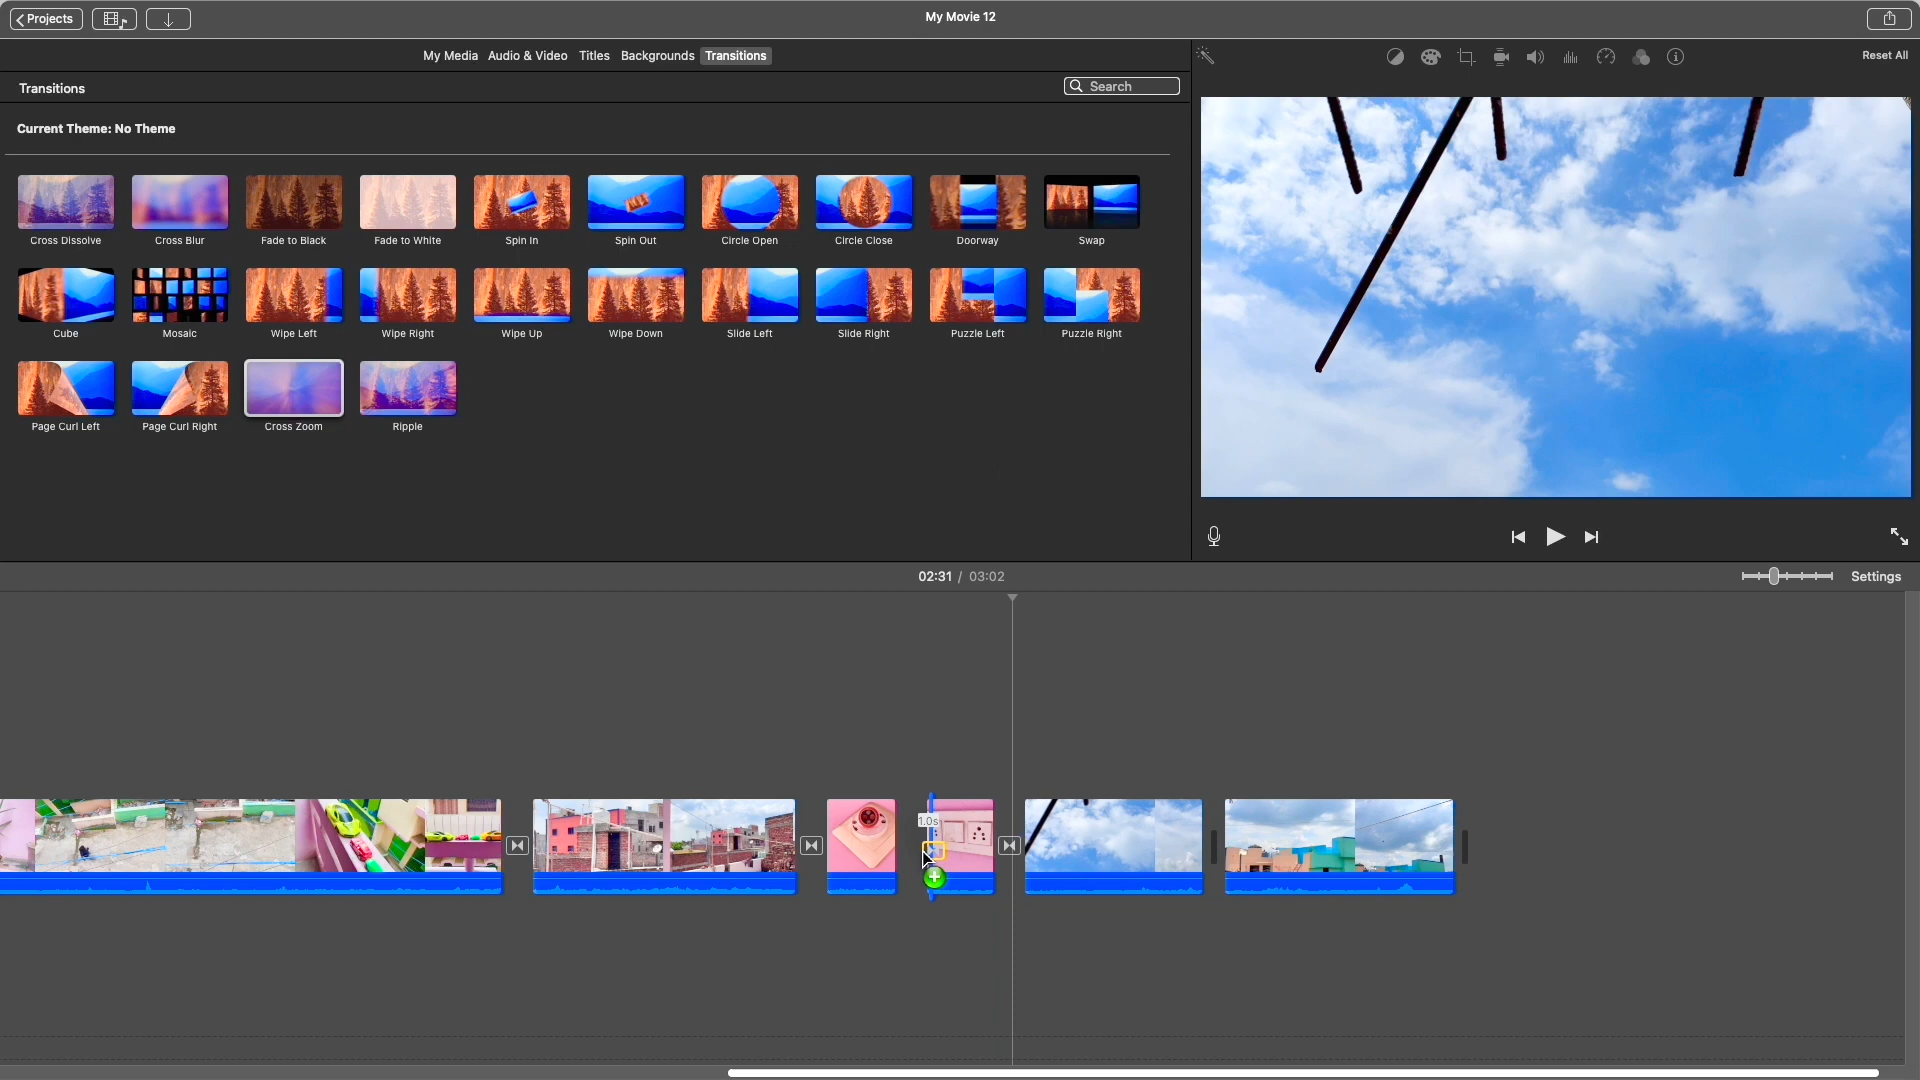 Projects
My Movie 12
My Media Audio & Video Titles Backgrounds Transitions
Reset All
Transitions
Search
Current Theme: No Theme
Cross Dissolve Cross Blur Fade to Black Fade to White Spin In Spin Out Circle Open Circle Close Doorway Swap
Cube Mosaic Wipe Left Wipe Right Wipe Up Wipe Down Slide Left Slide Right Puzzle Left Puzzle Right
Page Curl Left Page Curl Right Cross Zoom Ripple
02:31 / 03:02
Settings
1.0s